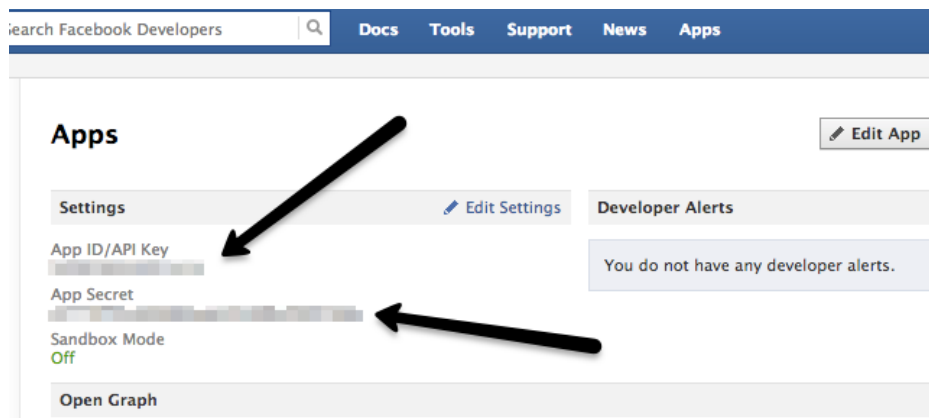 Search Facebook Developers
Docs Tools Support News Apps
Apps
Edit App
Settings
Edit Settings
Developer Alerts
App ID/API Key
You do not have any developer alerts.
App Secret
Sandbox Mode
Off
Open Graph